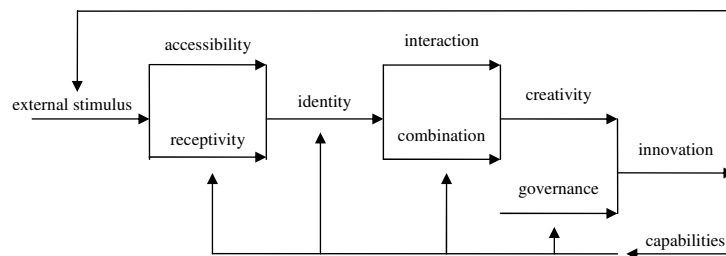 accessibility
interaction
external stimulus
identity
creativity
receptivity
combination
innovation
governance
capabilities